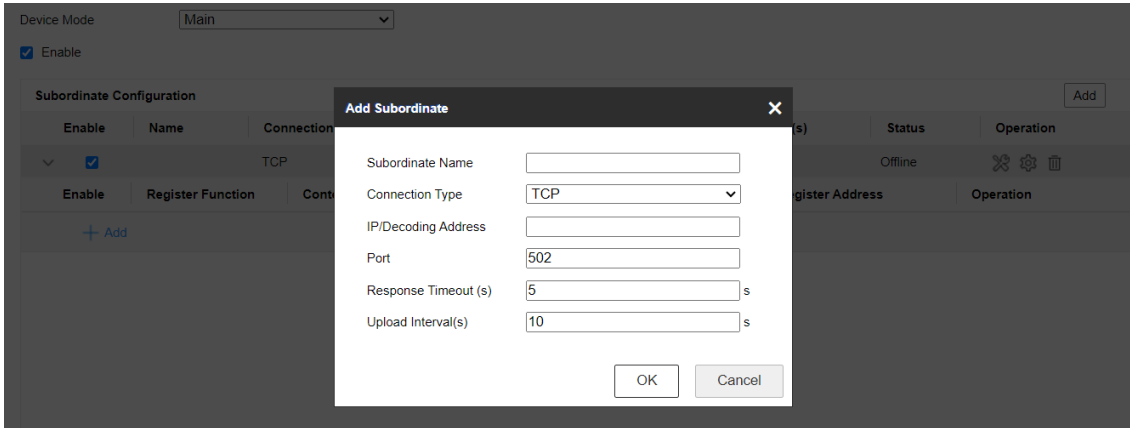 Device Mode Main
Enable
Subordinate Configuration Add
Add Subordinate
Enable Name Connection (s) Status Operation
Subordinate Name
TCP Offline
Connection Type TCP
Enable Register Function Conte egister Address Operation
IP/Decoding Address
Add
Port 502
Response Timeout (s) 5 s
Upload Interval(s) 10 s
OK Cancel